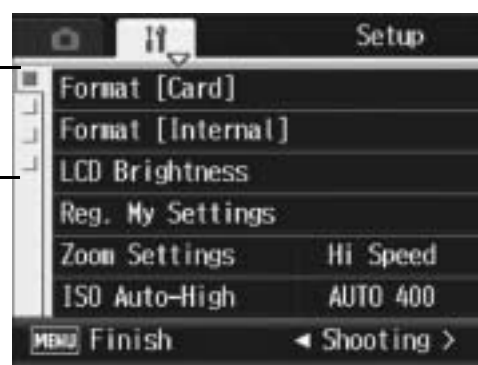 Setup
Format [Card]
Format [Internal]
LCD Brightness
Reg. My Settings
Zoom Settings Hi Speed
ISO Auto-High AUTO 400
MENU Finish ◄ Shooting >